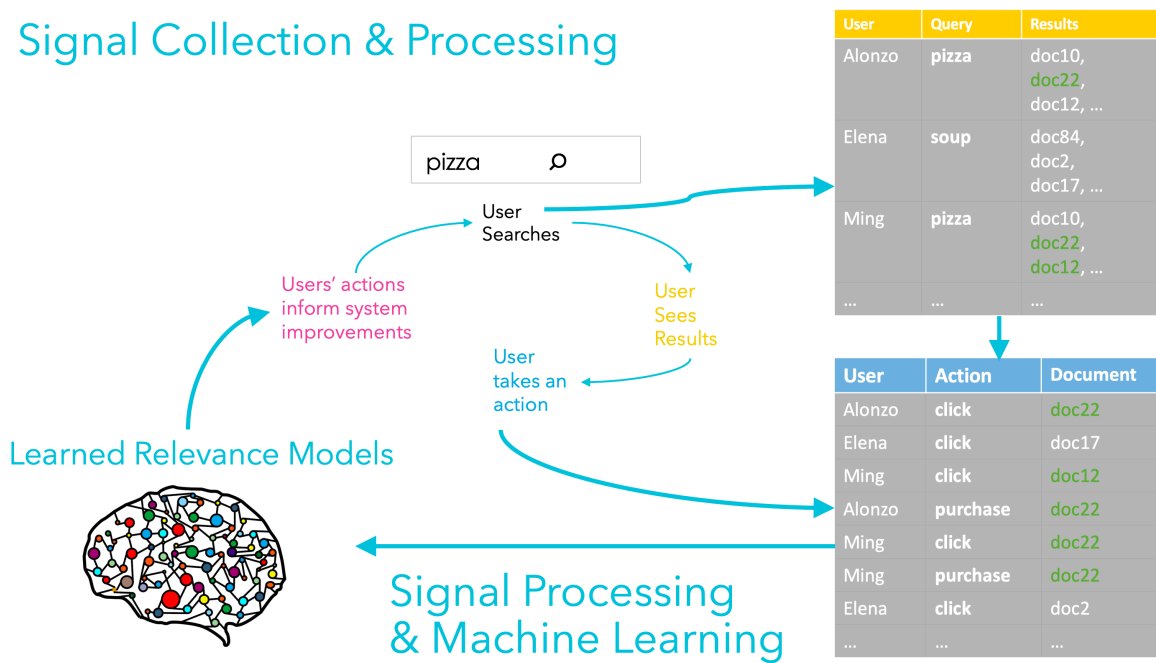 Signal Collection & Processing
pizza
User
Searches
User
Sees
Results
User
takes an
action
Users’ actions
inform system
improvements
Learned Relevance Models
Signal Processing
& Machine Learning
User Query Results
Alonzo pizza doc10,
doc22,
doc12, ...
Elena soup doc84,
doc2,
doc17, ...
Ming pizza doc10,
doc22,
doc12, ...
... ... ...
User Action Document
Alonzo click doc22
Elena click doc17
Ming click doc12
Alonzo purchase doc22
Ming click doc22
Ming purchase doc22
Elena click doc2
... ... ...